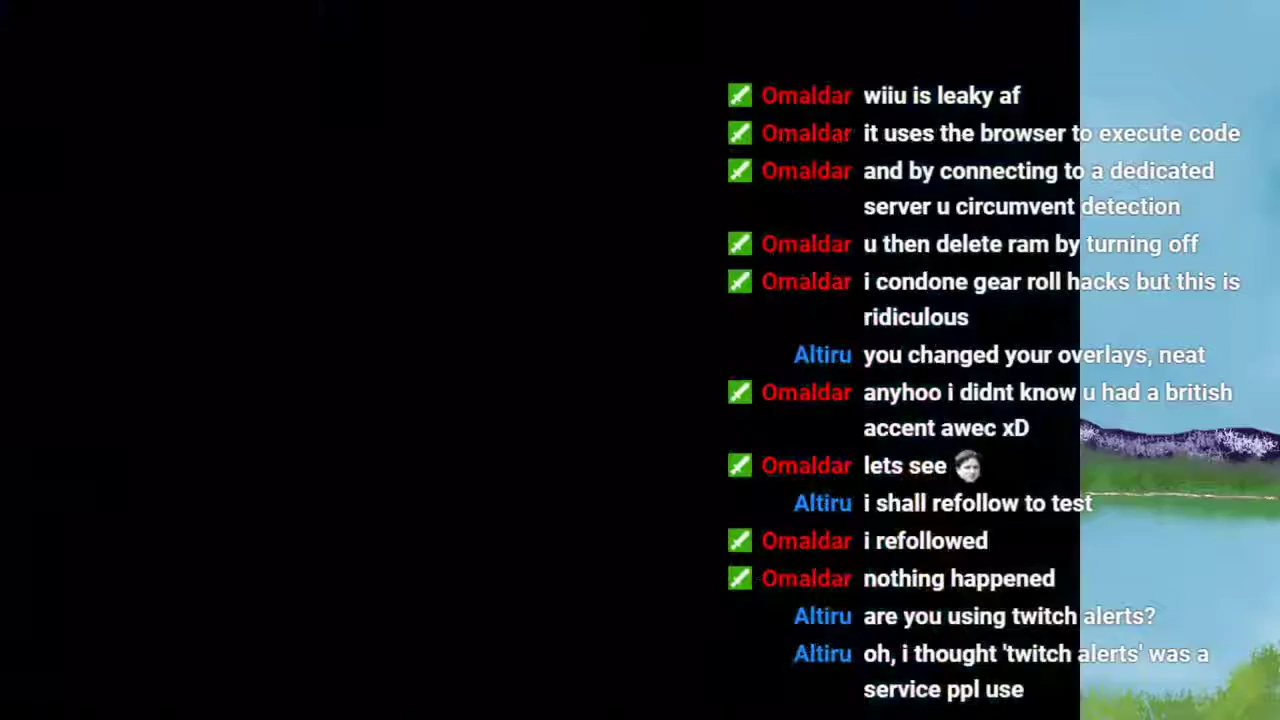 Omaldar wiiu is leaky af
Omaldar it uses the browser to execute code
Omaldar and by connecting to a dedicated
server u circumvent detection
Omaldar u then delete ram by turning off
Omaldar i condone gear roll hacks but this is
ridiculous
Altiru you changed your overlays, neat
Omaldar anyhoo i didnt know u had a british
accent awec xD
Omaldar lets see
Altiru i shall refollow to test
Omaldar i refollowed
Omaldar nothing happened
Altiru are you using twitch alerts?
Altiru oh, i thought 'twitch alerts' was a
service ppl use